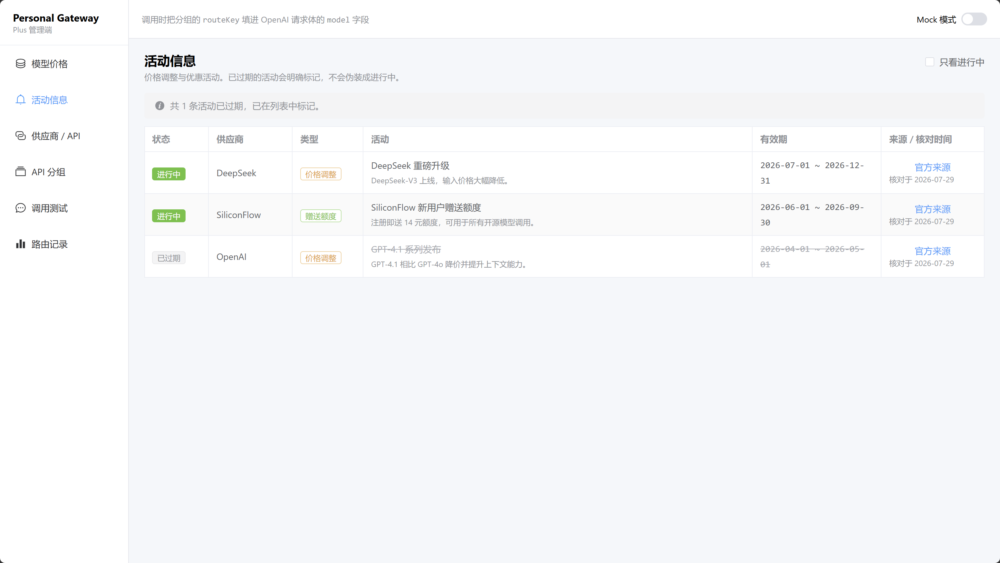 Personal Gateway
Plus 管理端
模型价格
活动信息
供应商 / API
API 分组
调用测试
路由记录
调用时把分组的 routeKey 填进 OpenAI 请求体的 model 字段
Mock 模式
活动信息
只看进行中
价格调整与优惠活动。已过期的活动会明确标记，不会伪装成进行中。
共 1 条活动已过期，已在列表中标记。
状态 供应商 类型 活动 有效期 来源 / 核对时间
进行中 DeepSeek 价格调整
DeepSeek 重磅升级
DeepSeek-V3 上线，输入价格大幅降低。
2026-07-01 ~ 2026-12-
31
官方来源
核对于 2026-07-29
进行中 SiliconFlow 赠送额度
SiliconFlow 新用户赠送额度
注册即送 14 元额度，可用于所有开源模型调用。
2026-06-01 ~ 2026-09-
30
官方来源
核对于 2026-07-29
已过期 OpenAI 价格调整
GPT-4.1 系列发布
GPT-4.1 相比 GPT-4o 降价并提升上下文能力。
2026-04-01 ~ 2026-05-
01
官方来源
核对于 2026-07-29